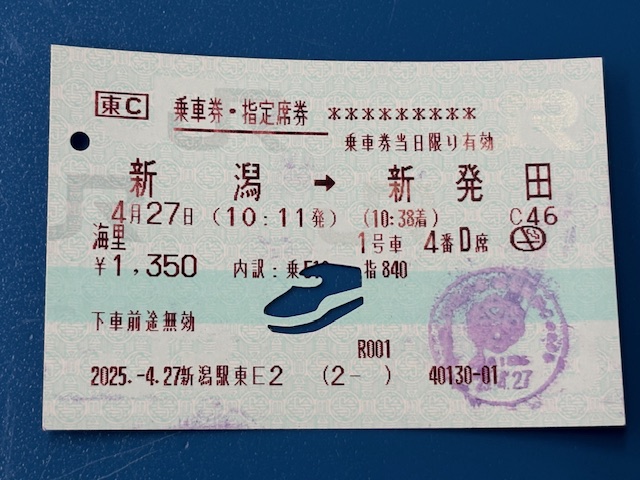 東C 乗車券・指定席券 *********
乗車券当日限り有効
新潟 → 新発田
4月27日 (10:11発) (10:38着) C46
海里 1号車 4番D席
¥1,350 内訳:乗 指840
下車前途無効
R001
2025.-4.27新潟駅東E2 (2- ) 40130-01